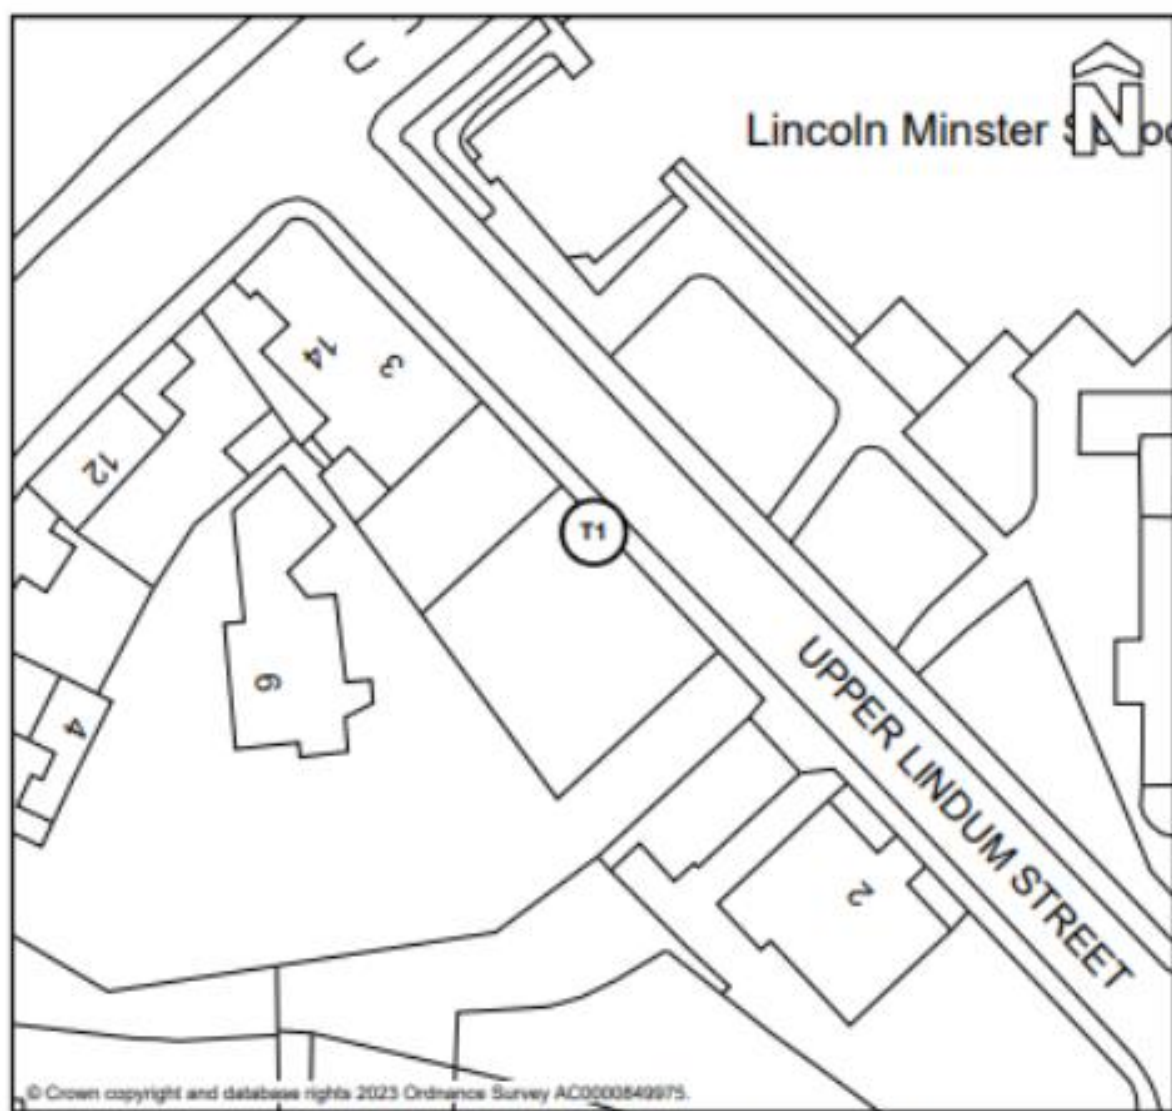 Lincoln Minster
N
14
3
12
T1
6
4
UPPER LINDUM STREET
2
© Crown copyright and database rights 2023 Ordnance Survey AC0000849975.